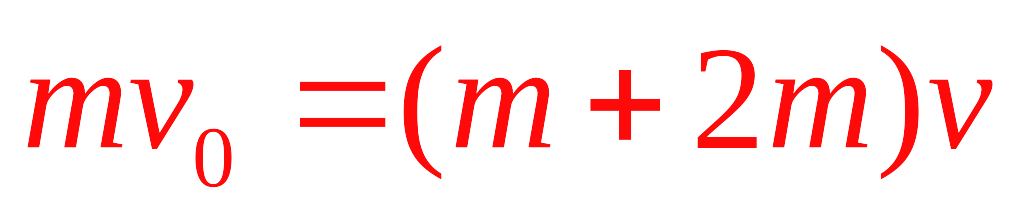 mv₀ =(m + 2m)v